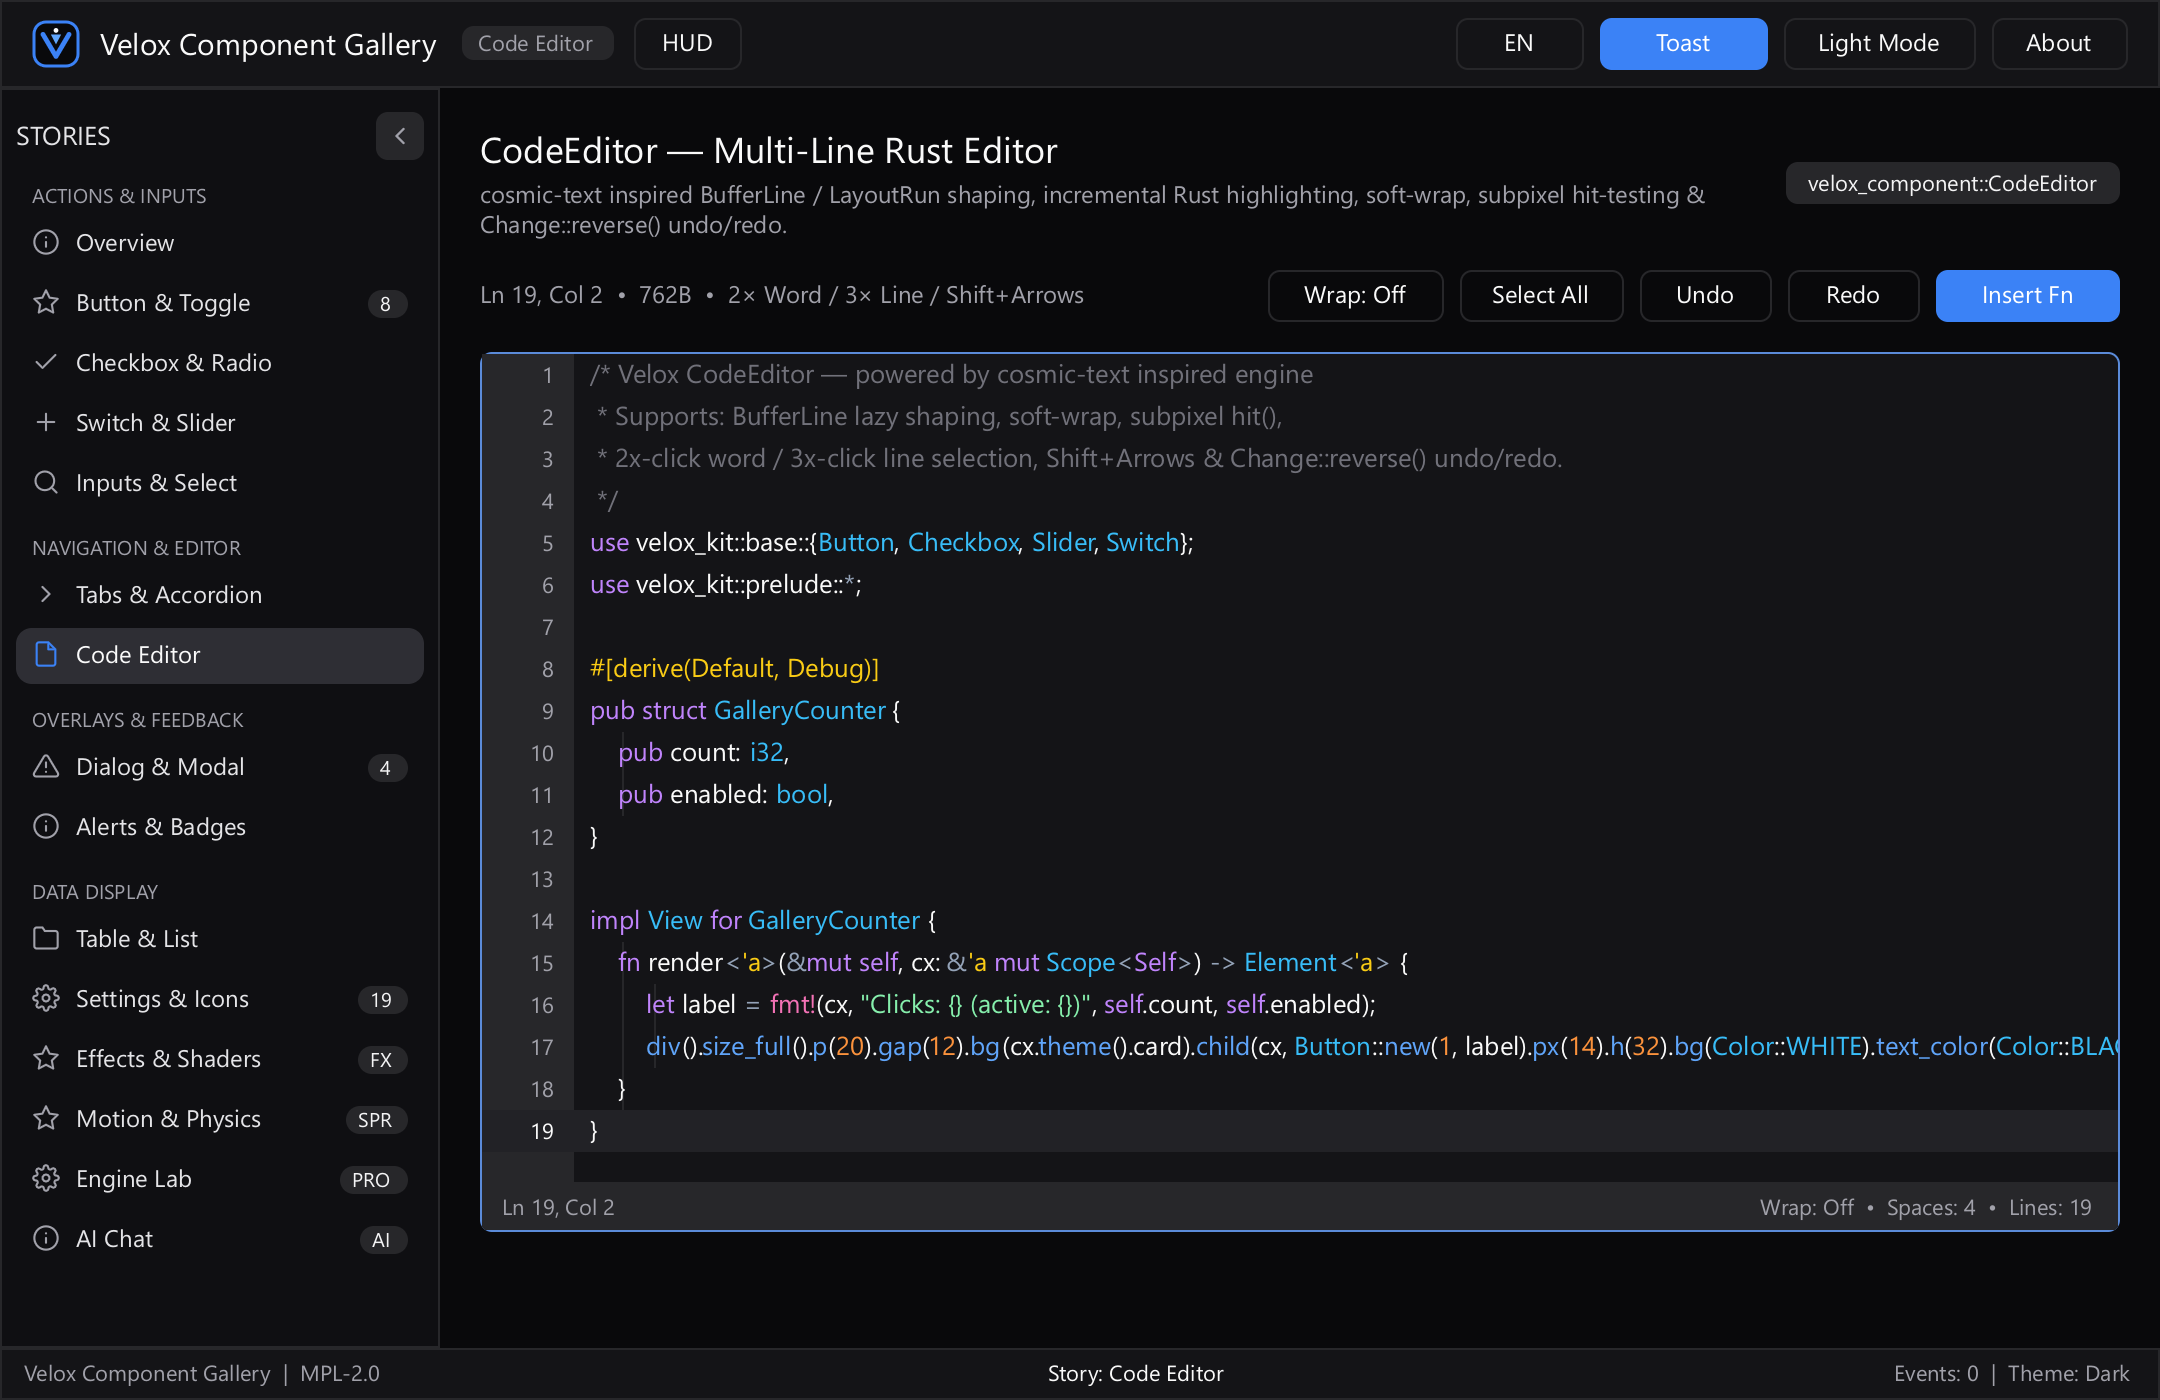 Velox Component Gallery Code Editor HUD EN Toast Light Mode About
STORIES
ACTIONS & INPUTS
Overview
Button & Toggle 8
Checkbox & Radio
Switch & Slider
Inputs & Select
NAVIGATION & EDITOR
Tabs & Accordion
Code Editor
OVERLAYS & FEEDBACK
Dialog & Modal 4
Alerts & Badges
DATA DISPLAY
Table & List
Settings & Icons 19
Effects & Shaders FX
Motion & Physics SPR
Engine Lab PRO
AI Chat AI
CodeEditor — Multi-Line Rust Editor
cosmic-text inspired BufferLine / LayoutRun shaping, incremental Rust highlighting, soft-wrap, subpixel hit-testing &
Change::reverse() undo/redo.
velox_component::CodeEditor
Ln 19, Col 2 • 762B • 2× Word / 3× Line / Shift+Arrows Wrap: Off Select All Undo Redo Insert Fn
1 /* Velox CodeEditor — powered by cosmic-text inspired engine
2 * Supports: BufferLine lazy shaping, soft-wrap, subpixel hit(),
3 * 2x-click word / 3x-click line selection, Shift+Arrows & Change::reverse() undo/redo.
4 */
5 use velox_kit::base::{Button, Checkbox, Slider, Switch};
6 use velox_kit::prelude::*;
7
8 #[derive(Default, Debug)]
9 pub struct GalleryCounter {
10 pub count: i32,
11 pub enabled: bool,
12 }
13
14 impl View for GalleryCounter {
15 fn render<'a>(&mut self, cx: &'a mut Scope<Self>) -> Element<'a> {
16 let label = fmt!(cx, "Clicks: {} (active: {})", self.count, self.enabled);
17 div().size_full().p(20).gap(12).bg(cx.theme().card).child(cx, Button::new(1, label).px(14).h(32).bg(Color::WHITE).text_color(Color::BLA
18 }
19 }
Ln 19, Col 2 Wrap: Off • Spaces: 4 • Lines: 19
Velox Component Gallery | MPL-2.0 Story: Code Editor Events: 0 | Theme: Dark